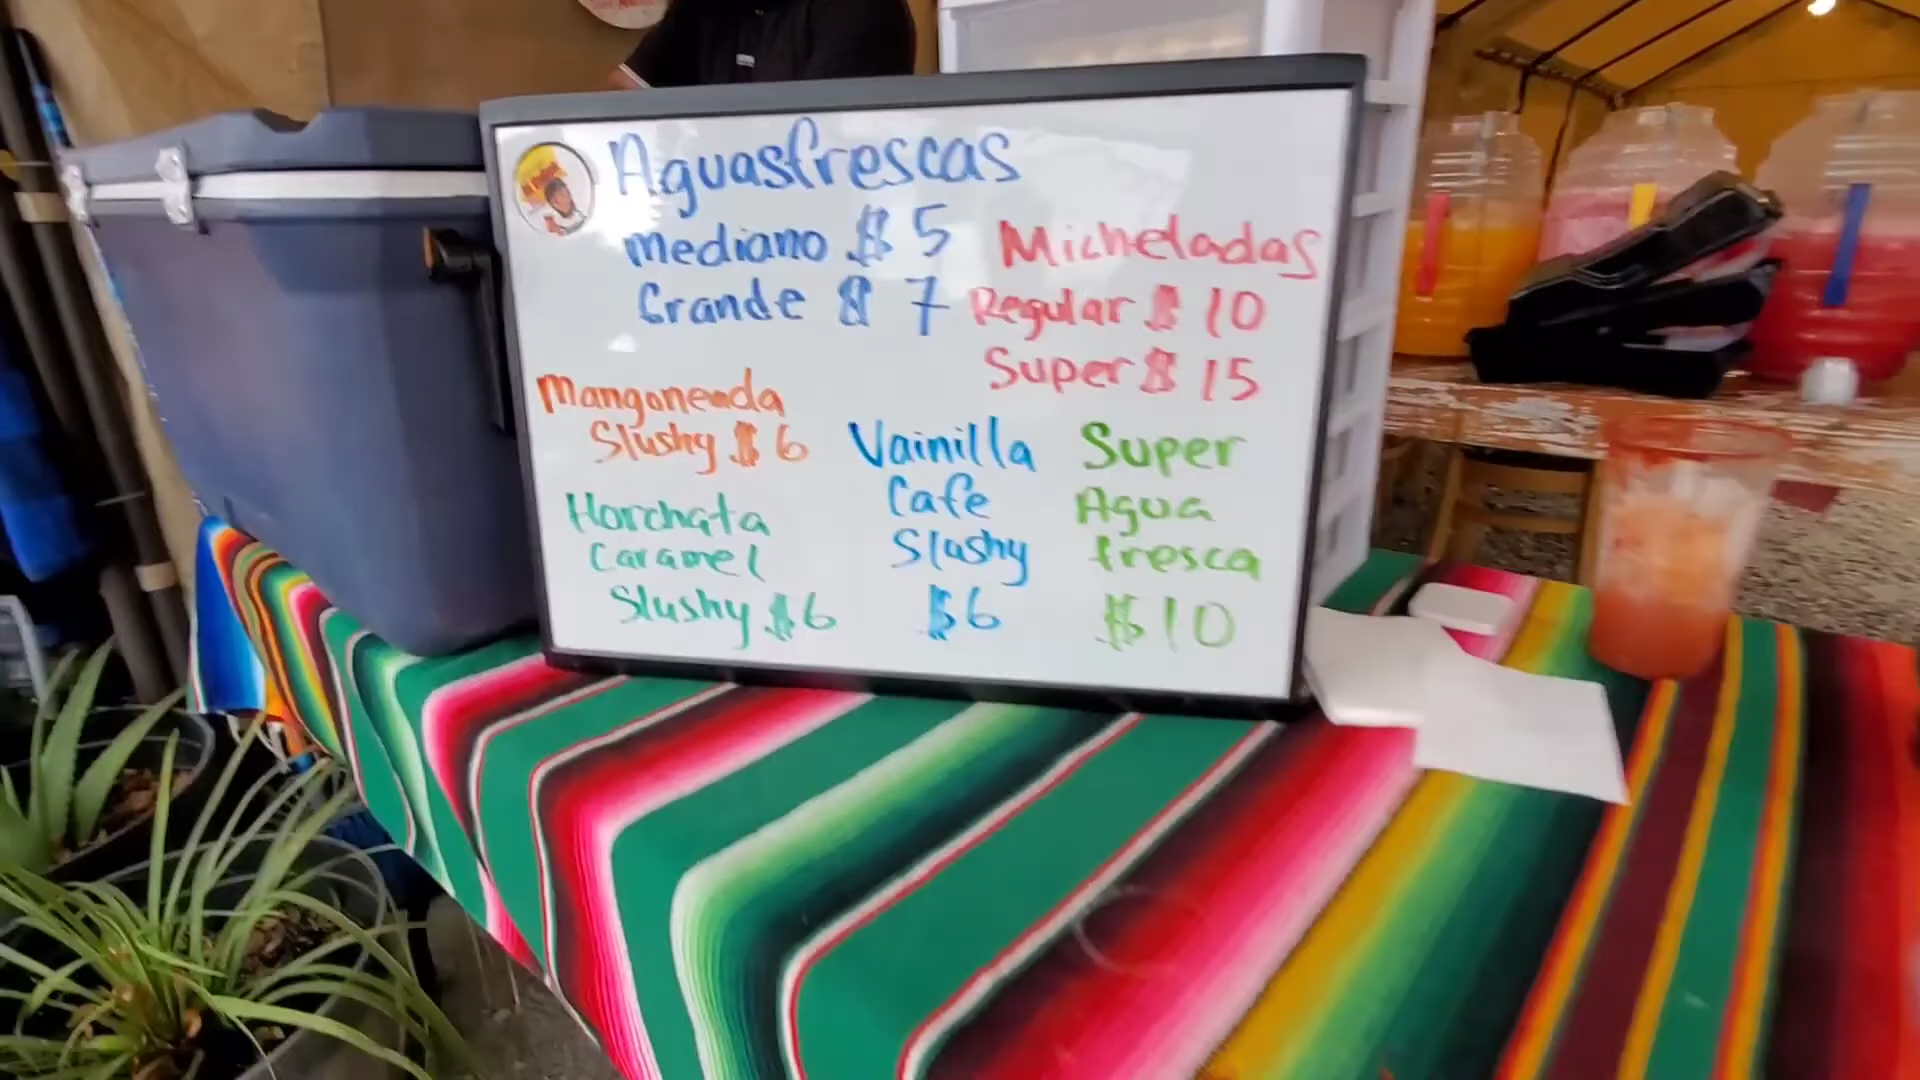 Aguasfrescas
mediano $ 5
Grande $ 7
Micheladas
Regular $ 10
Super $ 15
Mangoneada
Slushy $ 6
Horchata
Caramel
Slushy $6
Vainilla
Cafe
Slushy
$6
Super
Agua
fresca
$10